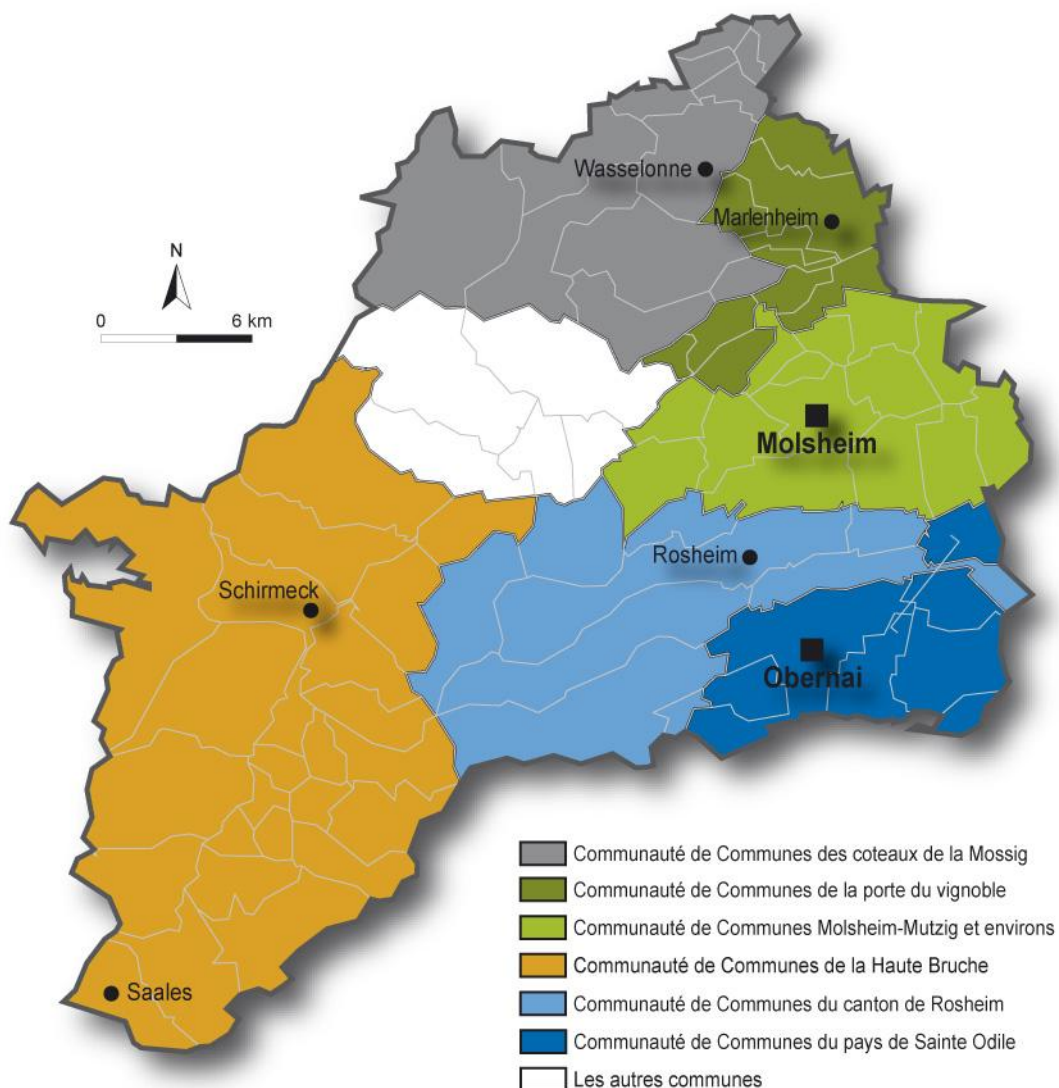 Wasselonne
Marlenheim
N
0 6 km
Molsheim
Rosheim
Schirmeck
Obernai
Communauté de Communes des coteaux de la Mossig
Communauté de Communes de la porte du vignoble
Communauté de Communes Molsheim-Mutzig et environs
Communauté de Communes de la Haute Bruche
Saales
Communauté de Communes du canton de Rosheim
Communauté de Communes du pays de Sainte Odile
Les autres communes